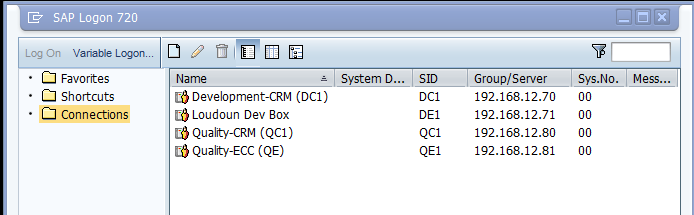 SAP Logon 720
Log On Variable Logon...
Favorites
Shortcuts
Connections
Name System D... SID Group/Server Sys.No. Mess...
Development-CRM (DC1) DC1 192.168.12.70 00
Loudoun Dev Box DE1 192.168.12.71 00
Quality-CRM (QC1) QC1 192.168.12.80 00
Quality-ECC (QE) QE1 192.168.12.81 00